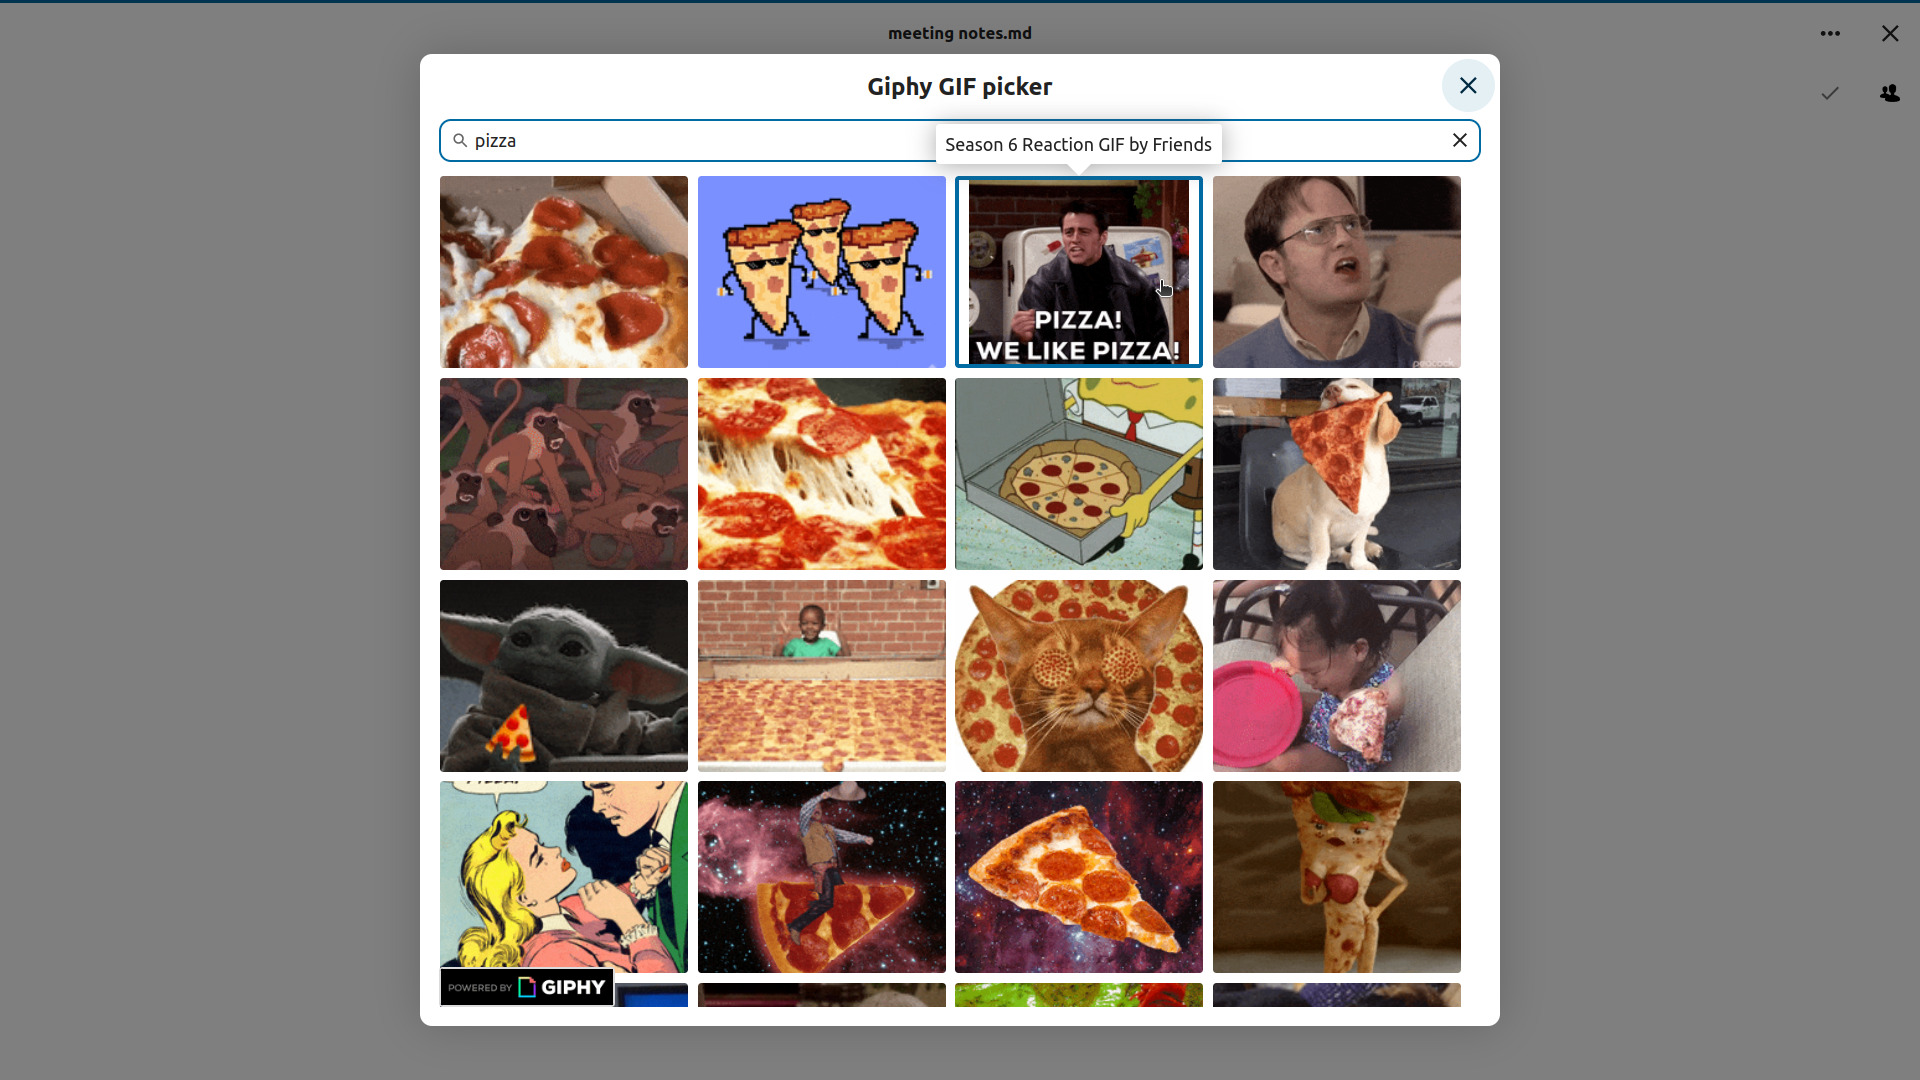 meeting notes.md
Giphy GIF picker
pizza
Season 6 Reaction GIF by Friends
PIZZA!
WE LIKE PIZZA!
peacock
POWERED BY GIPHY